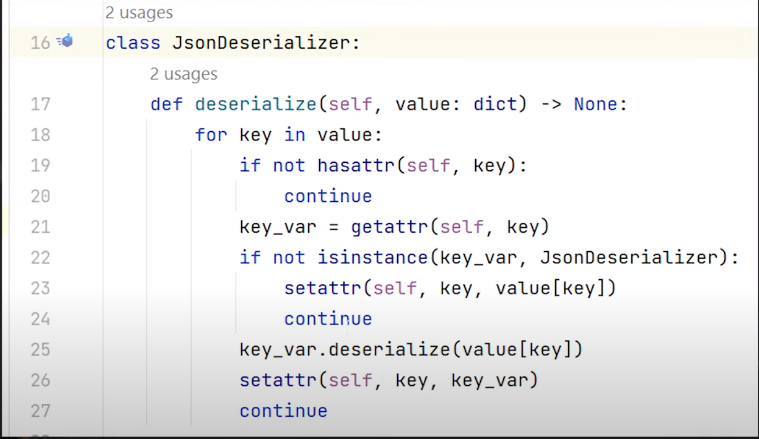 2 usages
16 class JsonDeserializer:
2 usages
17 def deserialize(self, value: dict) -> None:
18 for key in value:
19 if not hasattr(self, key):
20 continue
21 key_var = getattr(self, key)
22 if not isinstance(key_var, JsonDeserializer):
23 setattr(self, key, value[key])
24 continue
25 key_var.deserialize(value[key])
26 setattr(self, key, key_var)
27 continue